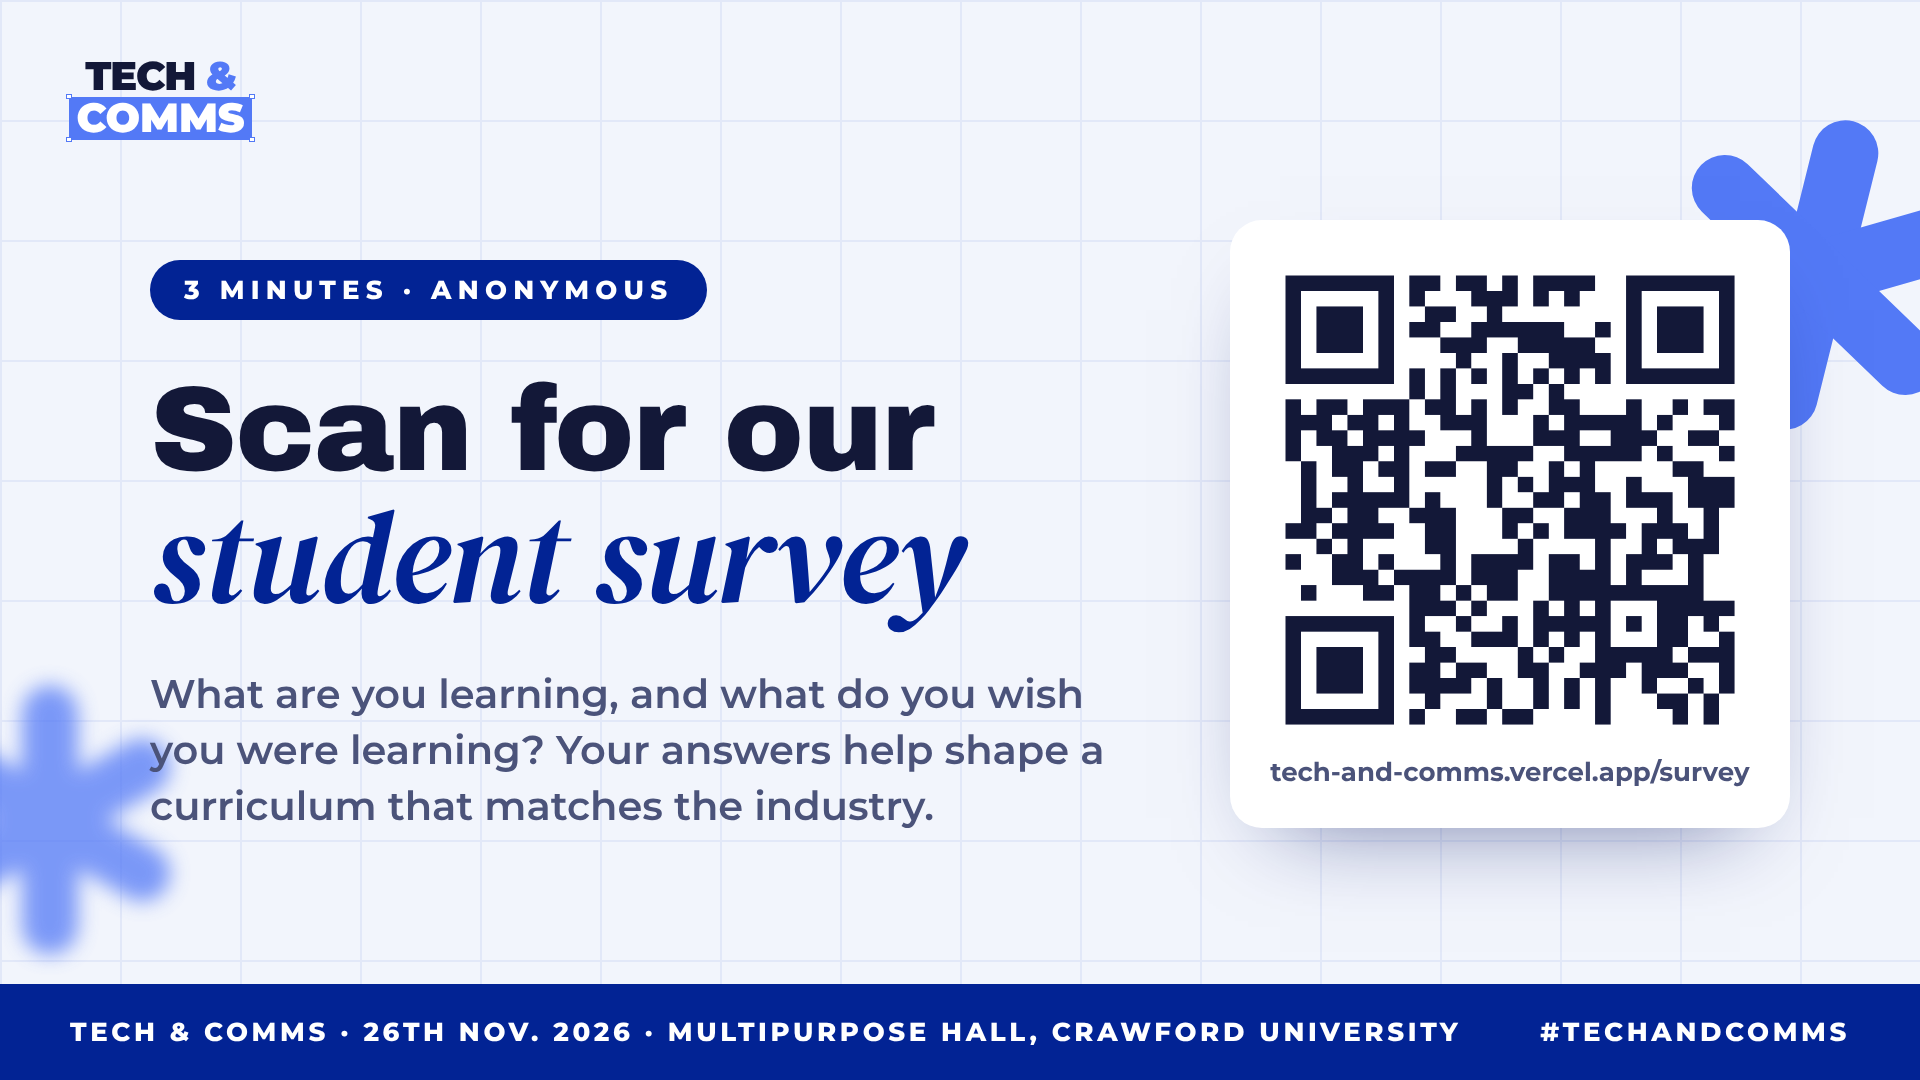 TECH &
COMMS
3 MINUTES · ANONYMOUS
Scan for our
student survey
What are you learning, and what do you wish
you were learning? Your answers help shape a
curriculum that matches the industry.
tech-and-comms.vercel.app/survey
TECH & COMMS · 26TH NOV. 2026 · MULTIPURPOSE HALL, CRAWFORD UNIVERSITY
#TECHANDCOMMS